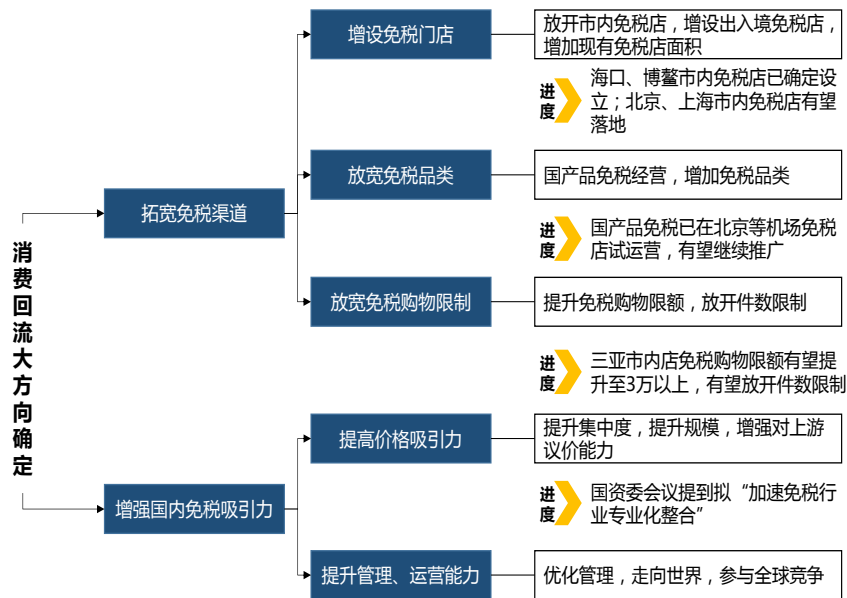 消费回流大方向确定
拓宽免税渠道
增设免税门店
放开市内免税店，增设出入境免税店，
增加现有免税店面积
进度
海口、博鳌市内免税店已确定设
立；北京、上海市内免税店有望
落地
放宽免税品类
国产品免税经营，增加免税品类
进度
国产品免税已在北京等机场免税
店试运营，有望继续推广
放宽免税购物限制
提升免税购物限额，放开件数限制
进度
三亚市内店免税购物限额有望提
升至3万以上，有望放开件数限制
增强国内免税吸引力
提高价格吸引力
提升集中度，提升规模，增强对上游
议价能力
进度
国资委会议提到拟“加速免税行
业专业化整合”
提升管理、运营能力
优化管理，走向世界，参与全球竞争